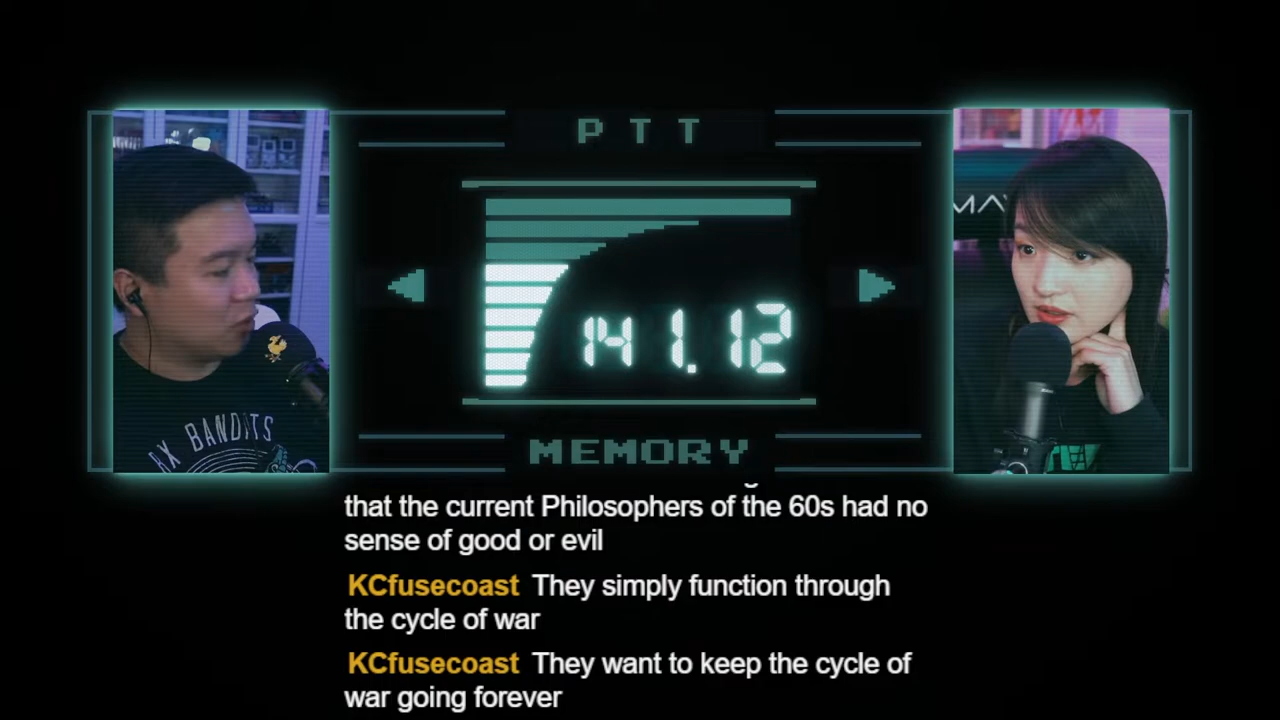 PTT
141.12
MEMORY
MA
RX BANDITS
that the current Philosophers of the 60s had no
sense of good or evil
KCfusecoast They simply function through
the cycle of war
KCfusecoast They want to keep the cycle of
war going forever